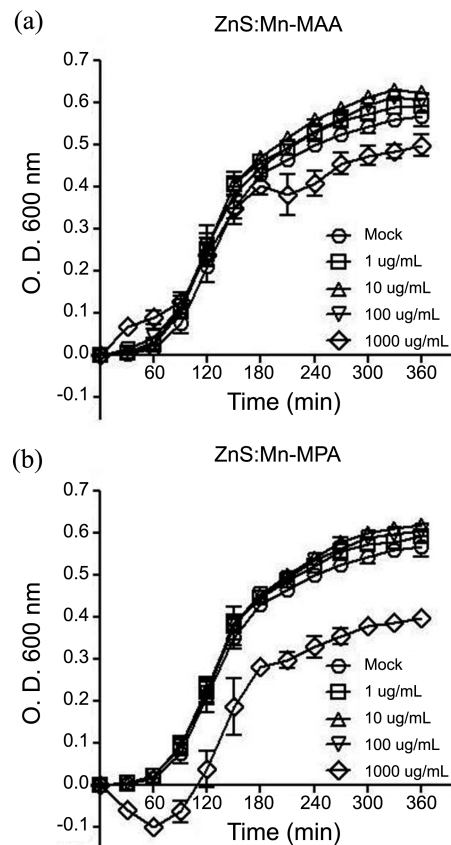 (a)
ZnS:Mn-MAA
0.7
0.6
0.5
0.4
0.3
0.2
0.1
0.0
-0.1
O. D. 600 nm
Mock
1 ug/mL
10 ug/mL
100 ug/mL
1000 ug/mL
60 120 180 240 300 360
Time (min)
(b)
ZnS:Mn-MPA
0.7
0.6
0.5
0.4
0.3
0.2
0.1
0.0
-0.1
O. D. 600 nm
Mock
1 ug/mL
10 ug/mL
100 ug/mL
1000 ug/mL
60 120 180 240 300 360
Time (min)